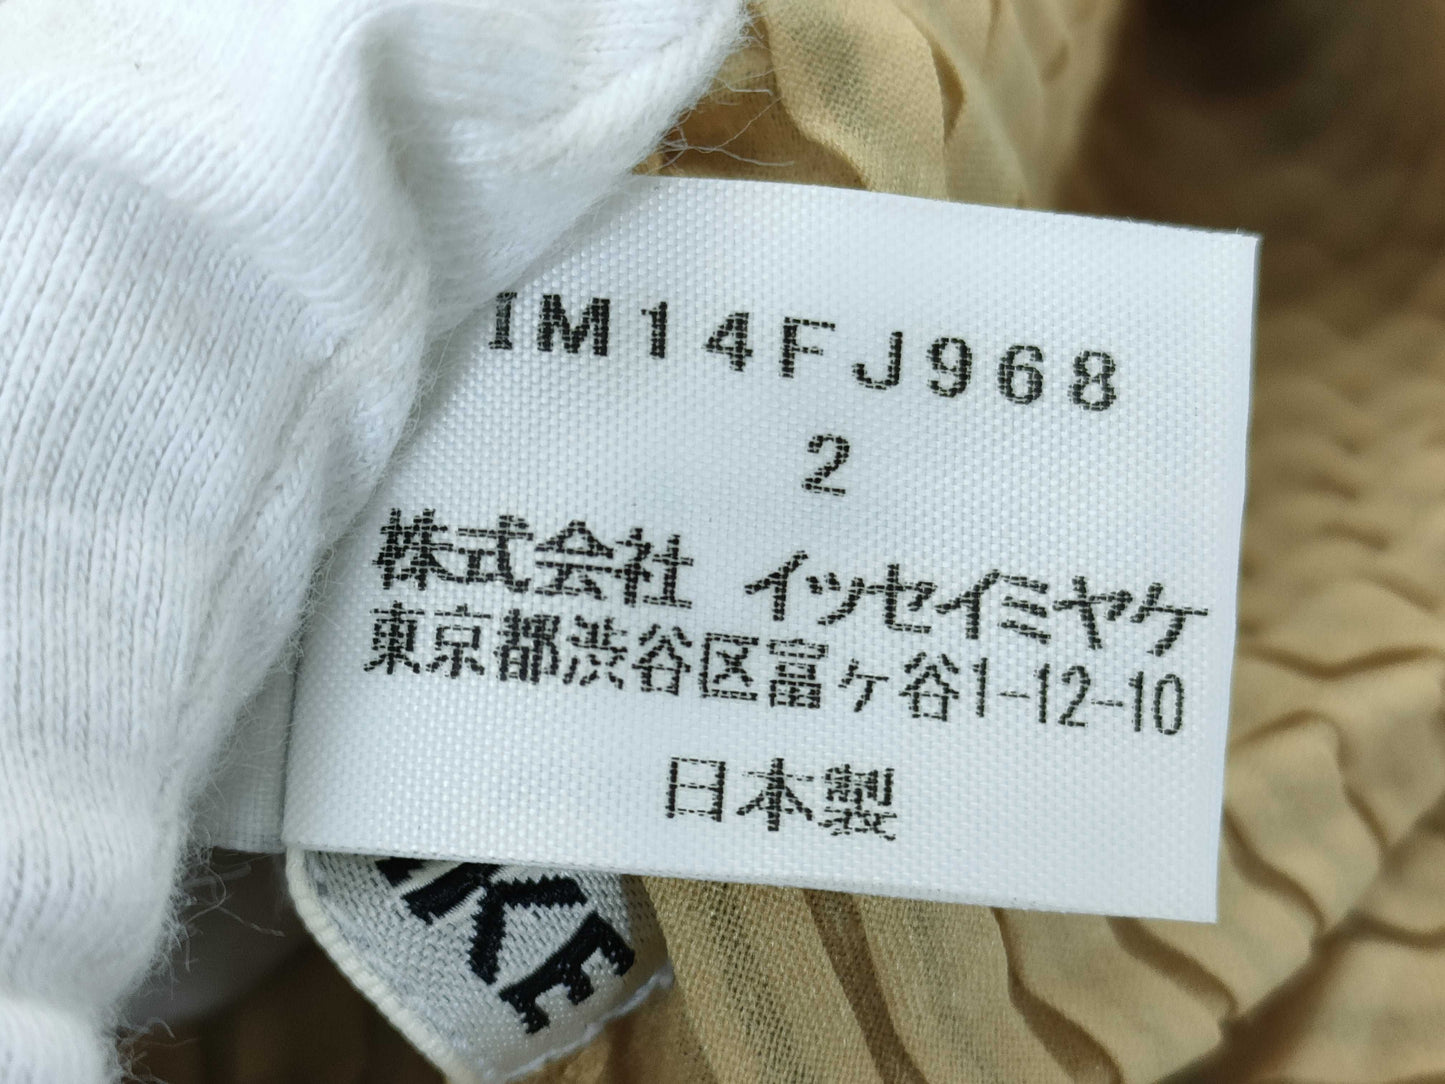 IM14FJ968
2
株式会社 イッセイミヤケ
東京都渋谷区富ヶ谷1-12-10
日本製
AKE